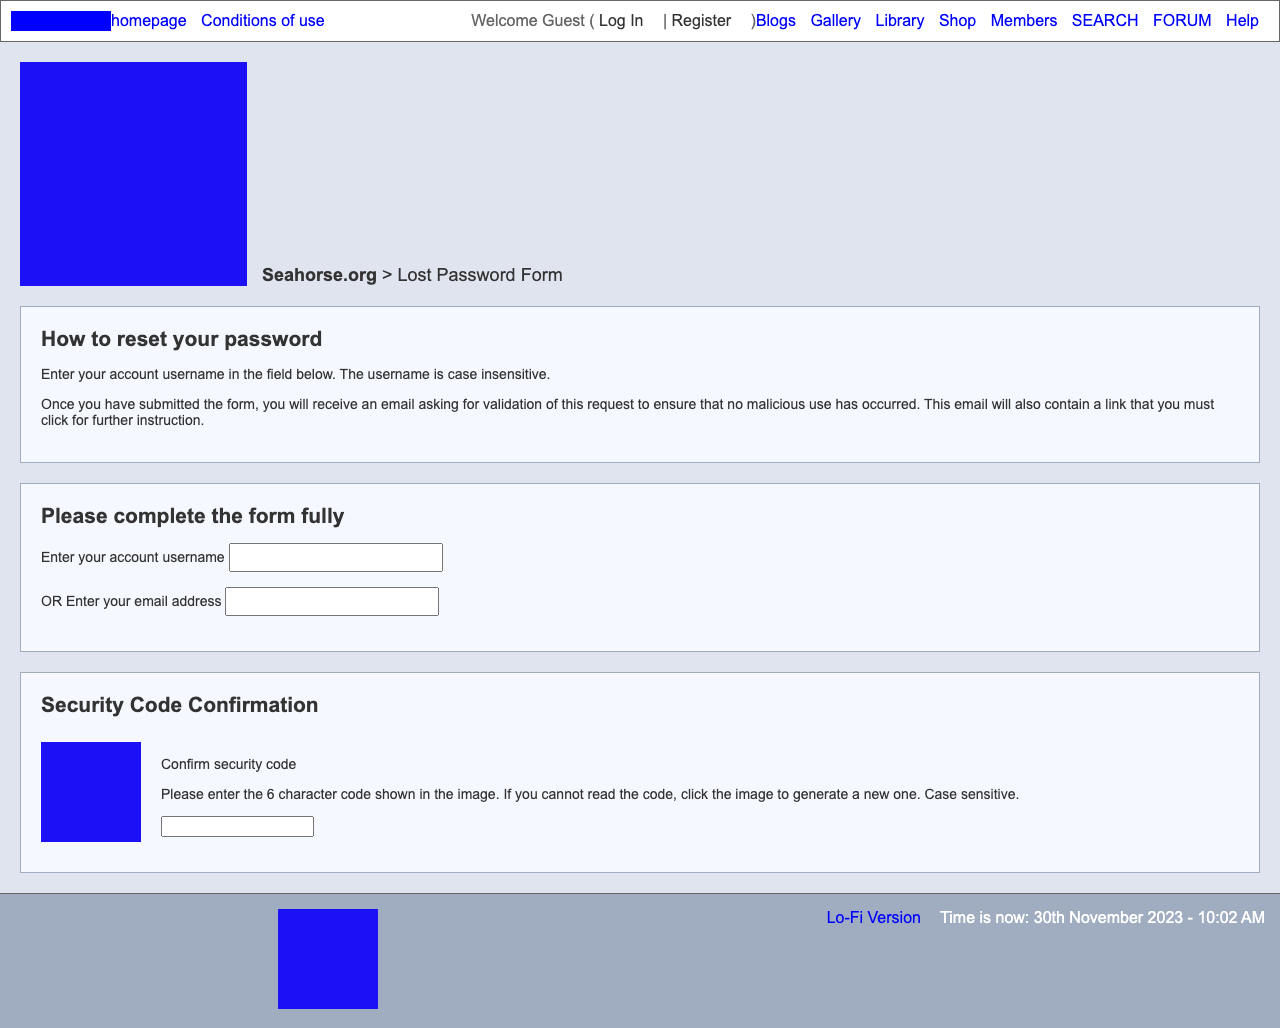 homepage Conditions of use Welcome Guest ( Log In | Register ) Blogs Gallery Library Shop Members SEARCH FORUM Help
Seahorse.org > Lost Password Form
How to reset your password
Enter your account username in the field below. The username is case insensitive.
Once you have submitted the form, you will receive an email asking for validation of this request to ensure that no malicious use has occurred. This email will also contain a link that you must
click for further instruction.
Please complete the form fully
Enter your account username
OR Enter your email address
Security Code Confirmation
Confirm security code
Please enter the 6 character code shown in the image. If you cannot read the code, click the image to generate a new one. Case sensitive.
Lo-Fi Version Time is now: 30th November 2023 - 10:02 AM